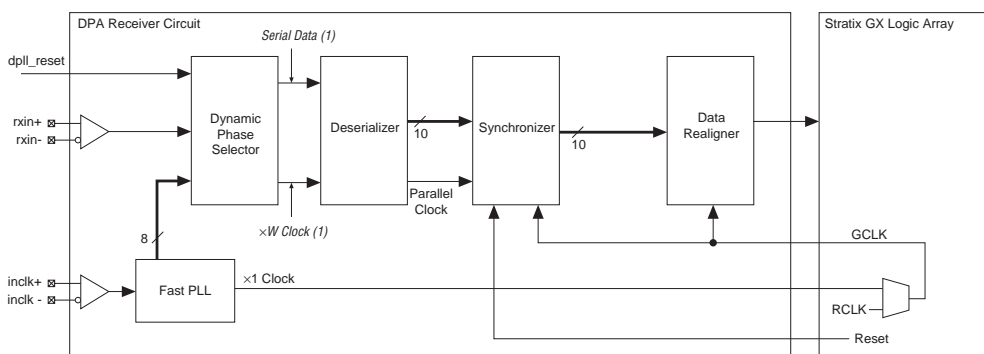 DPA Receiver Circuit
Stratix GX Logic Array
Serial Data (1)
dpll_reset
rxin+
rxin-
Dynamic
Phase
Selector
Deserializer
10
Synchronizer
10
Data
Realigner
Parallel
Clock
×W Clock (1)
8
GCLK
inclk+
inclk -
Fast PLL
×1 Clock
RCLK
Reset